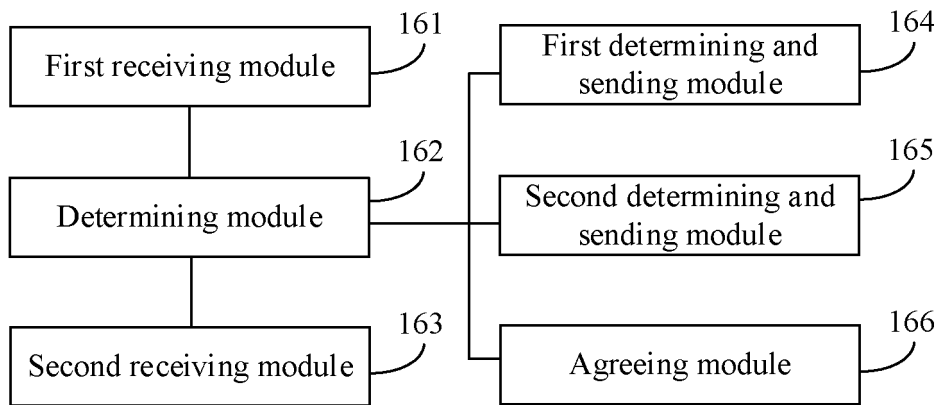 161
First receiving module
162
Determining module
163
Second receiving module
164
First determining and
sending module
165
Second determining and
sending module
166
Agreeing module